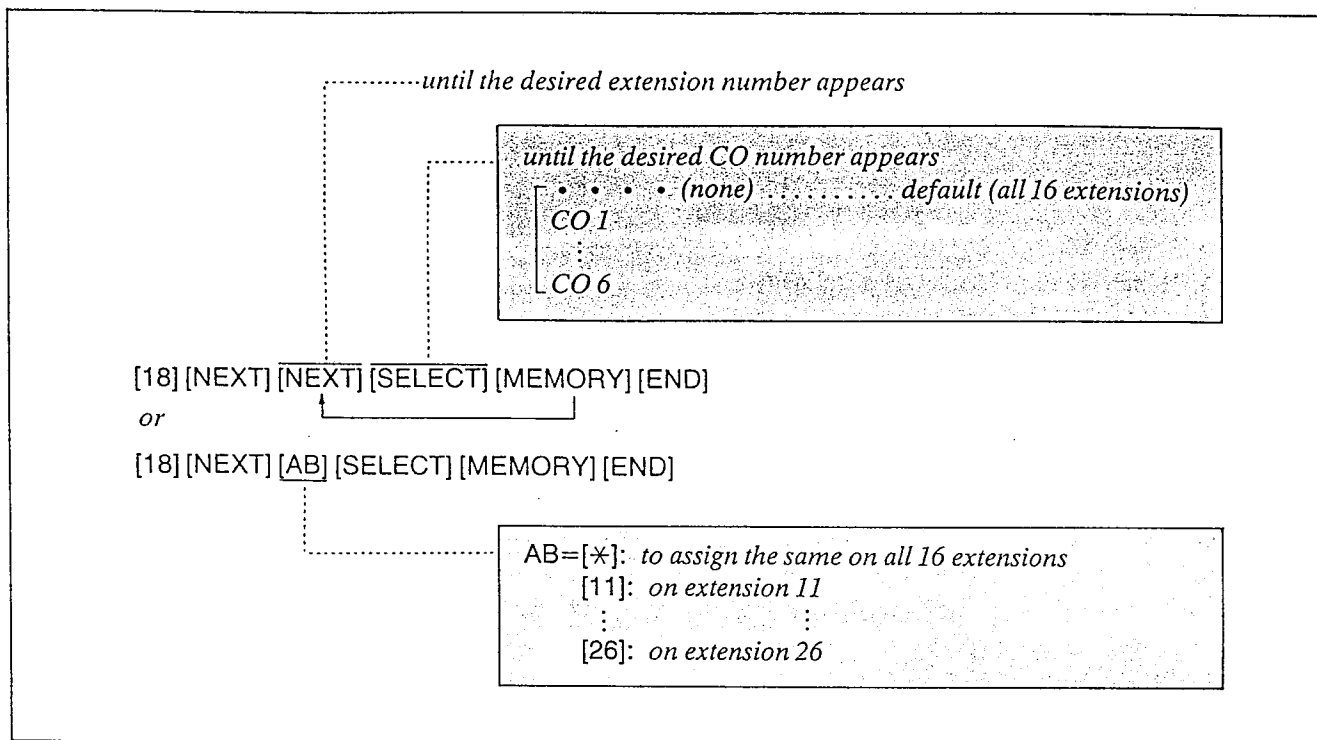 until the desired extension number appears
until the desired CO number appears
• • • • (none) .......... default (all 16 extensions)
CO 1
⋮
CO 6
[18] [NEXT] [NEXT] [SELECT] [MEMORY] [END]
or
[18] [NEXT] [AB] [SELECT] [MEMORY] [END]
AB=[*]: to assign the same on all 16 extensions
[11]: on extension 11
⋮ ⋮
[26]: on extension 26